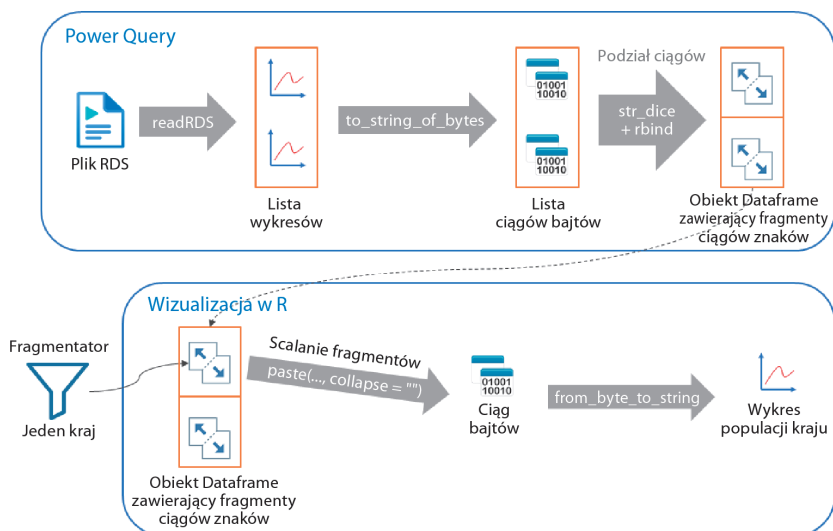 Power Query
Plik RDS
readRDS
Lista
wykresów
to_string_of_bytes
01001
10010
01001
10010
Lista
ciągów bajtów
Podział ciągów
str_dice
+ rbind
Obiekt Dataframe
zawierający fragmenty
ciągów znaków
Wizualizacja w R
Fragmentator
Jeden kraj
Obiekt Dataframe
zawierający fragmenty
ciągów znaków
Scalanie fragmentów
paste(..., collapse = "")
01001
10010
Ciąg
bajtów
from_byte_to_string
Wykres
populacji kraju